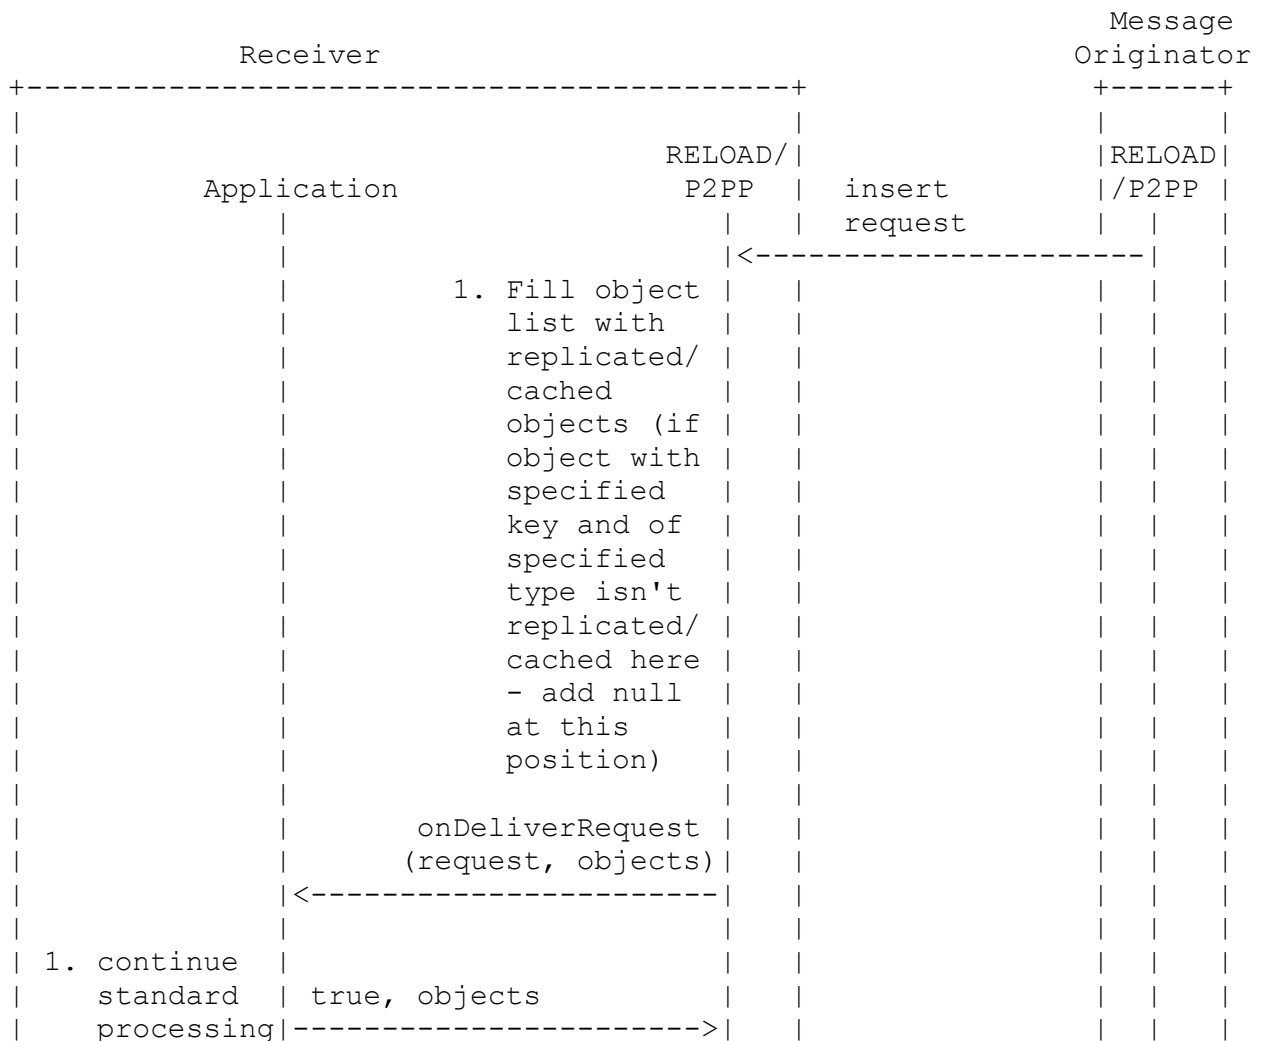 Message
             Receiver                                      Originator
+-------------------------------------------+                +------+
|                                           |                |      |
|                                    RELOAD/|                |RELOAD|
|          Application                P2PP  |  insert        |/P2PP |
|              |                        |   |  request       |  |   |
|              |                        |<----------------------|   |
|              |         1. Fill object |   |                |  |   |
|              |            list with   |   |                |  |   |
|              |            replicated/ |   |                |  |   |
|              |            cached      |   |                |  |   |
|              |            objects (if |   |                |  |   |
|              |            object with |   |                |  |   |
|              |            specified   |   |                |  |   |
|              |            key and of  |   |                |  |   |
|              |            specified   |   |                |  |   |
|              |            type isn't  |   |                |  |   |
|              |            replicated/ |   |                |  |   |
|              |            cached here |   |                |  |   |
|              |            - add null  |   |                |  |   |
|              |            at this     |   |                |  |   |
|              |            position)   |   |                |  |   |
|              |                        |   |                |  |   |
|              |       onDeliverRequest |   |                |  |   |
|              |      (request, objects)|   |                |  |   |
|              |<-----------------------|   |                |  |   |
|              |                        |   |                |  |   |
| 1. continue  |                        |   |                |  |   |
|    standard  | true, objects          |   |                |  |   |
|    processing|----------------------->|   |                |  |   |